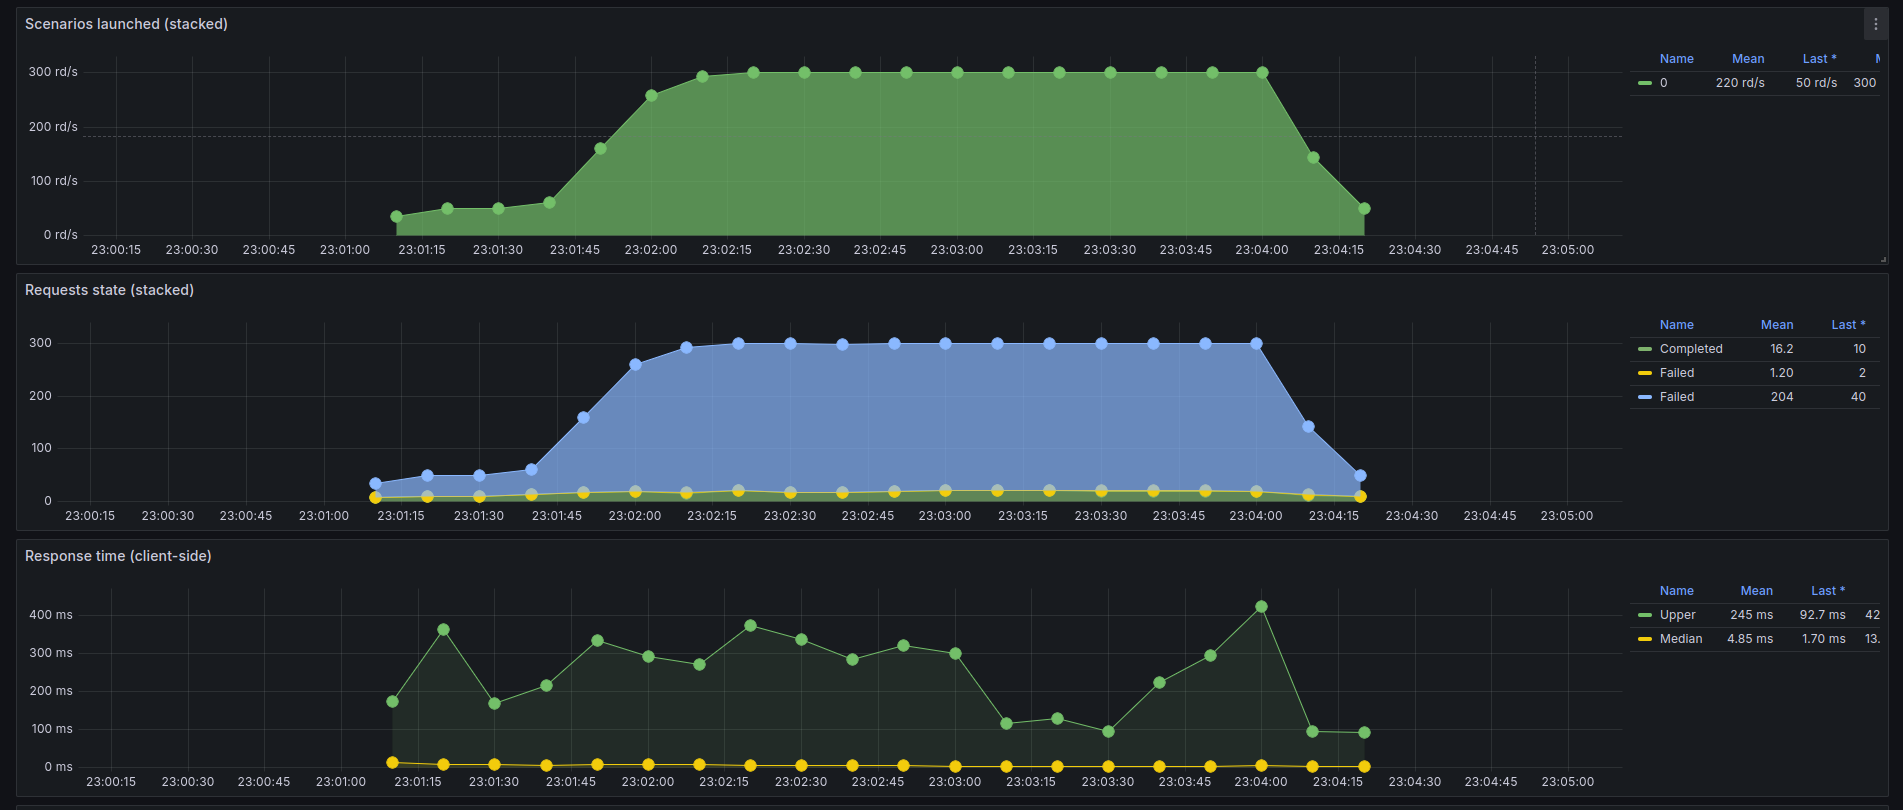 Scenarios launched (stacked)
300 rd/s
200 rd/s
100 rd/s
0 rd/s
23:00:15 23:00:30 23:00:45 23:01:00 23:01:15 23:01:30 23:01:45 23:02:00 23:02:15 23:02:30 23:02:45 23:03:00 23:03:15 23:03:30 23:03:45 23:04:00 23:04:15 23:04:30 23:04:45 23:05:00
Name Mean Last *
0 220 rd/s 50 rd/s 300
Requests state (stacked)
300
200
100
0
23:00:15 23:00:30 23:00:45 23:01:00 23:01:15 23:01:30 23:01:45 23:02:00 23:02:15 23:02:30 23:02:45 23:03:00 23:03:15 23:03:30 23:03:45 23:04:00 23:04:15 23:04:30 23:04:45 23:05:00
Name Mean Last *
Completed 16.2 10
Failed 1.20 2
Failed 204 40
Response time (client-side)
400 ms
300 ms
200 ms
100 ms
0 ms
23:00:15 23:00:30 23:00:45 23:01:00 23:01:15 23:01:30 23:01:45 23:02:00 23:02:15 23:02:30 23:02:45 23:03:00 23:03:15 23:03:30 23:03:45 23:04:00 23:04:15 23:04:30 23:04:45 23:05:00
Name Mean Last *
Upper 245 ms 92.7 ms 42
Median 4.85 ms 1.70 ms 13.